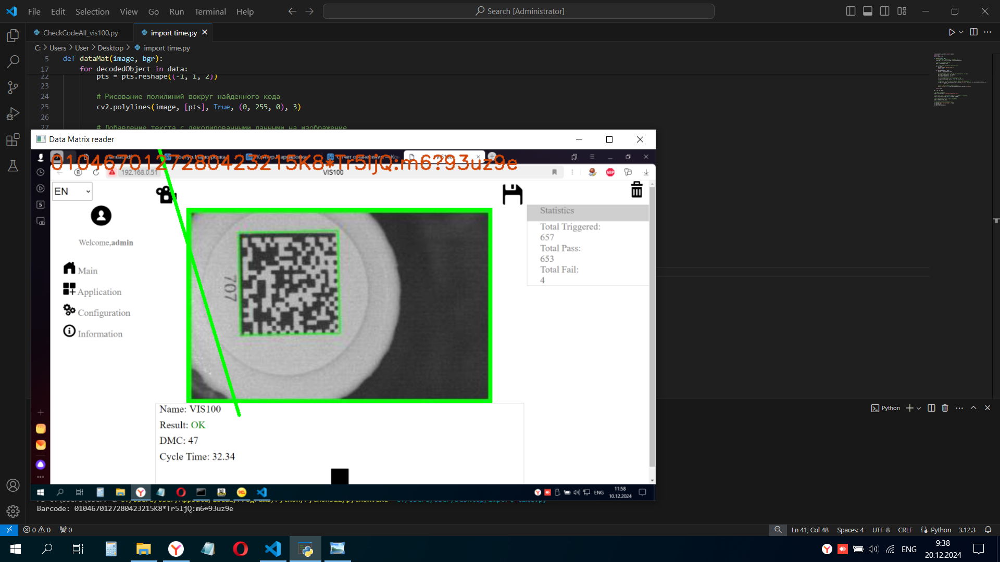 File Edit Selection View Go Run Terminal Help
Search [Administrator]
CheckCodeAll_vis100.py
import time.py
C: > Users > User > Desktop > import time.py
5 def dataMat(image, bgr):
17 for decodedObject in data:
22 pts = pts.reshape((-1, 1, 2))
23
24 # Рисование полилиний вокруг найденного кода
25 cv2.polylines(image, [pts], True, (0, 255, 0), 3)
26
27 # Добавление текста с декодированными данными на изображение
Data Matrix reader
0104670127280423215K8*Tr5ljQ:m6?93uz9e
192.168.0.51
VIS100
ABP
EN
Welcome,admin
Main
Application
Configuration
Information
707
Statistics
Total Triggered:
657
Total Pass:
653
Total Fail:
4
Name: VIS100
Result: OK
DMC: 47
Cycle Time: 32.34
ENG
11:58
10.12.2024
Python
Barcode: 0104670127280423215K8*Tr5ljQ:m6↔93uz9e
0 0 0
Ln 41, Col 48 Spaces: 4 UTF-8 CRLF Python 3.12.3
ENG
9:38
20.12.2024